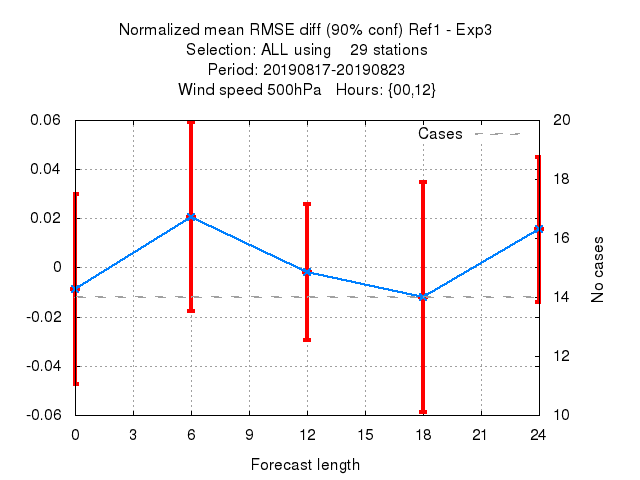 Normalized mean RMSE diff (90% conf) Ref1 - Exp3
Selection: ALL using    29 stations
Period: 20190817-20190823
Wind speed 500hPa   Hours: {00,12}
Cases
0.06
0.04
0.02
0
-0.02
-0.04
-0.06
20
18
16
14
12
10
No cases
0 3 6 9 12 15 18 21 24
Forecast length